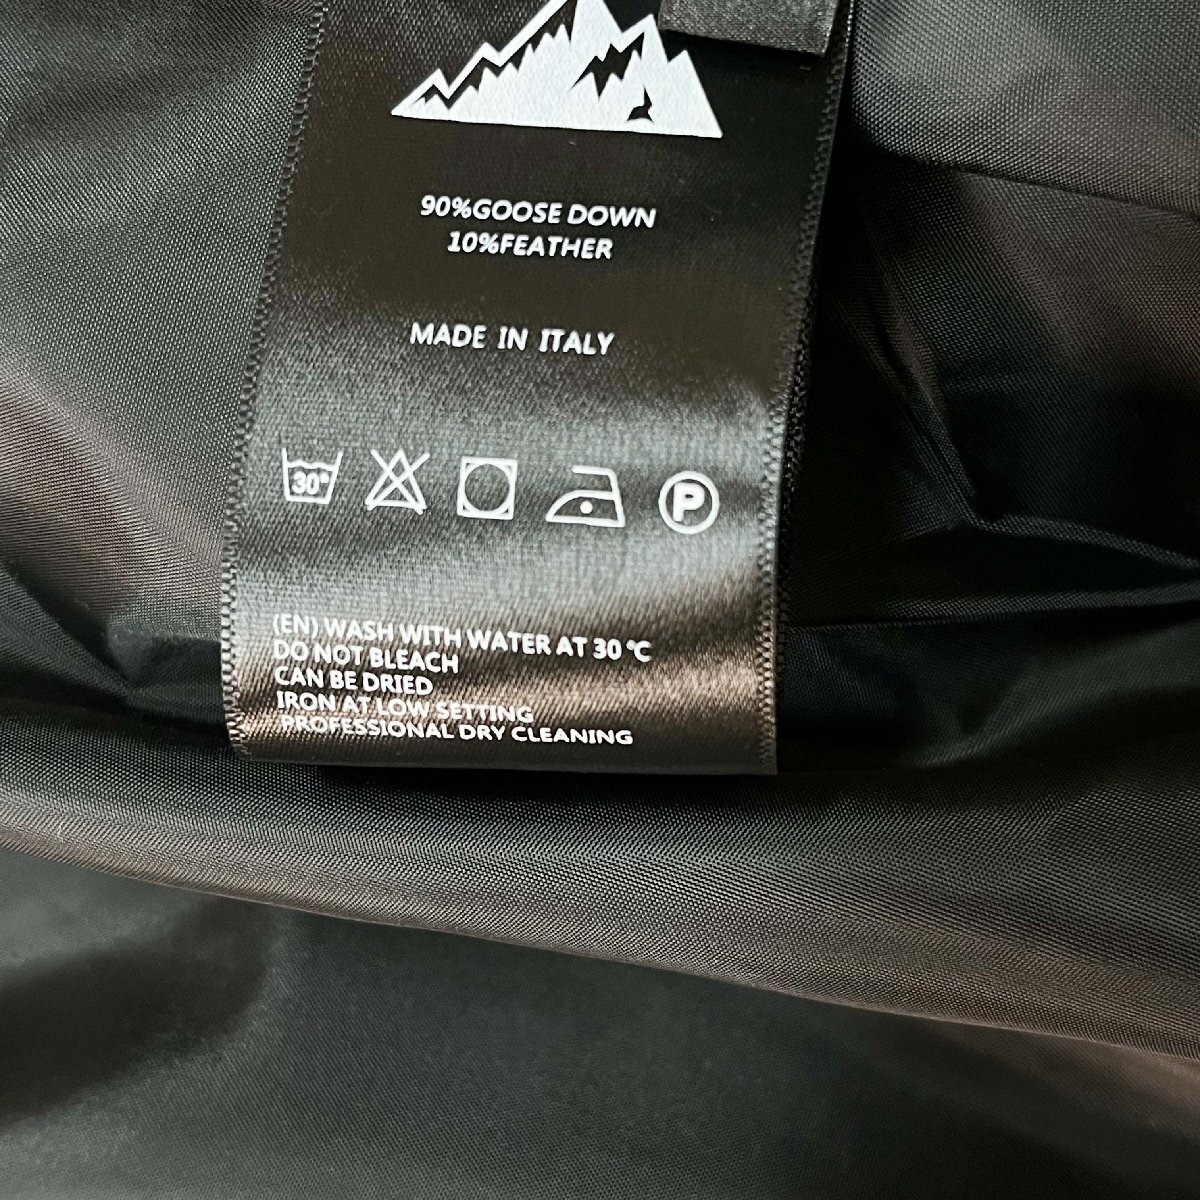 90%GOOSE DOWN
10%FEATHER
MADE IN ITALY
30°
P
(EN) WASH WITH WATER AT 30 °C
DO NOT BLEACH
CAN BE DRIED
IRON AT LOW SETTING
PROFESSIONAL DRY CLEANING